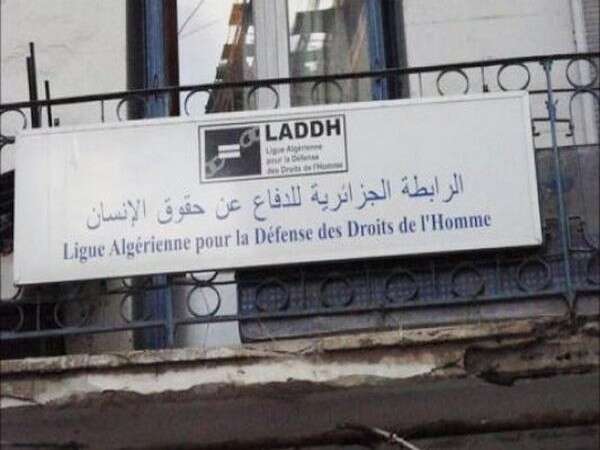 LADDH
Ligue Algérienne
pour la Défense
des Droits de l'Homme
الرابطة الجزائرية للدفاع عن حقوق الإنسان
Ligue Algérienne pour la Défense des Droits de l'Homme